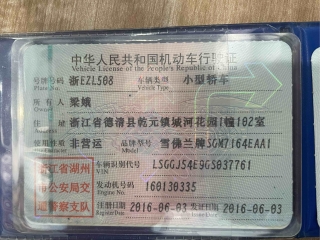 中华人民共和国机动车行驶证
Vehicle License of the People's Republic of China
号牌号码 浙EZL508 车辆类型 小型轿车
Plate No. Vehicle Type
所有人 梁娥
Owner
住址 浙江省德清县乾元镇城河花园7幢102室
Address
使用性质 非营运 品牌型号 雪佛兰牌SGM7164EAA1
Use Character Model
浙江省湖州市公安局交通警察支队
车辆识别代号 LSGGJ54E9GS037761
VIN
发动机号码 160130335
Engine No.
注册日期 2016-06-03 发证日期 2016-06-03
Register Date Issue Date